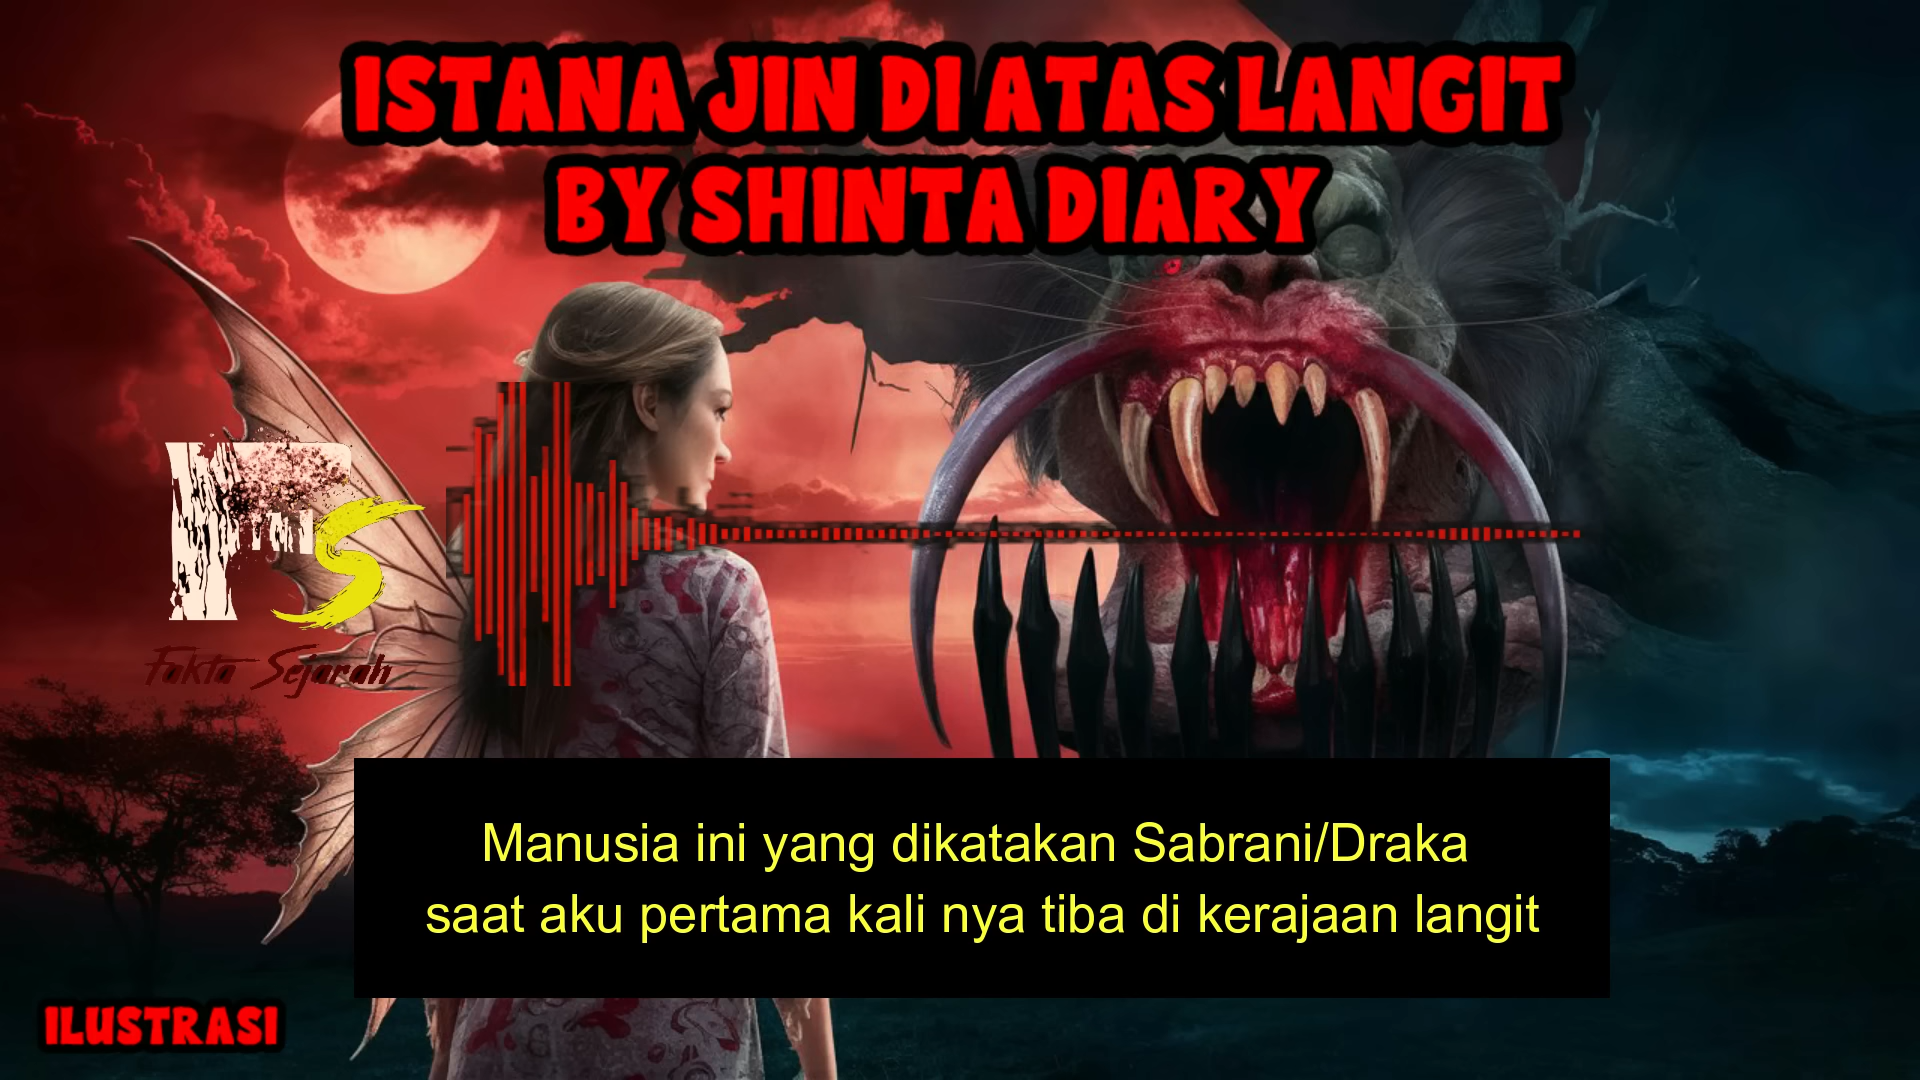 ISTANA JIN DI ATAS LANGIT
BY SHINTA DIARY
FS
Fakta Sejarah
Manusia ini yang dikatakan Sabrani/Draka
saat aku pertama kali nya tiba di kerajaan langit
ILUSTRASI